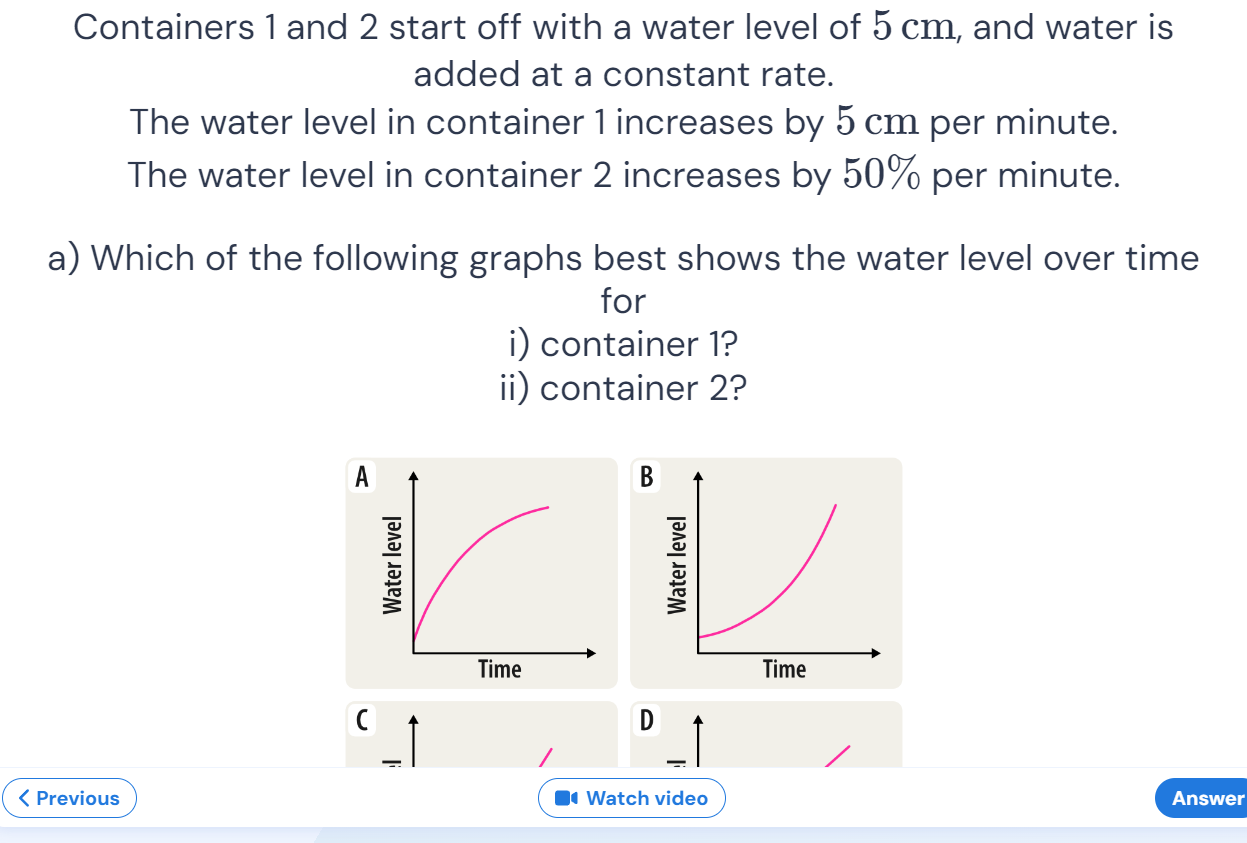 Containers 1 and 2 start off with a water level of 5 cm, and water is
added at a constant rate.
The water level in container 1 increases by 5 cm per minute.
The water level in container 2 increases by 50% per minute.
a) Which of the following graphs best shows the water level over time
for
i) container 1?
ii) container 2?
A
Water level
Time
B
Water level
Time
C
D
Previous
Watch video
Answer